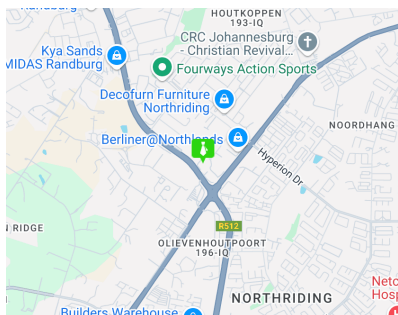 Randburg
HOUTKOPPEN
193-IQ
CRC Johannesburg
- Christian Revival...
Kya Sands
MIDAS Randburg
Fourways Action Sports
Decofurn Furniture
Northriding
NOORDHANG
Berliner@Northlands
Hyperion Dr
N RIDGE
R512
OLIEVENHOUTPOORT
196-IQ
Netc
Hosp
NORTHRIDING
Builders Warehouse